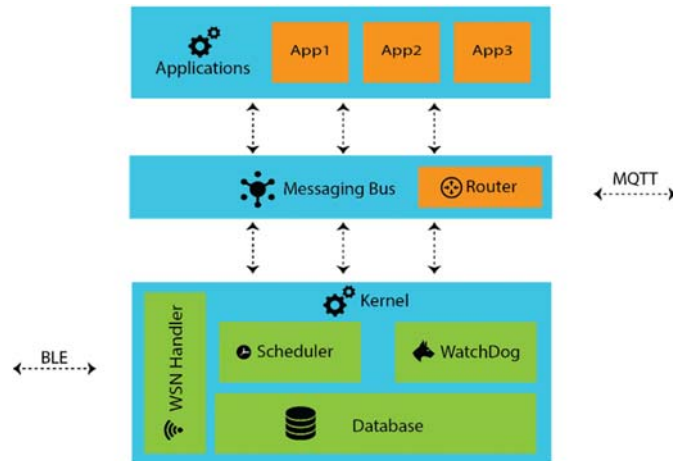 App1
App2
App3
Applications
Messaging Bus
Router
MQTT
Kernel
WSN Handler
Scheduler
WatchDog
BLE
Database